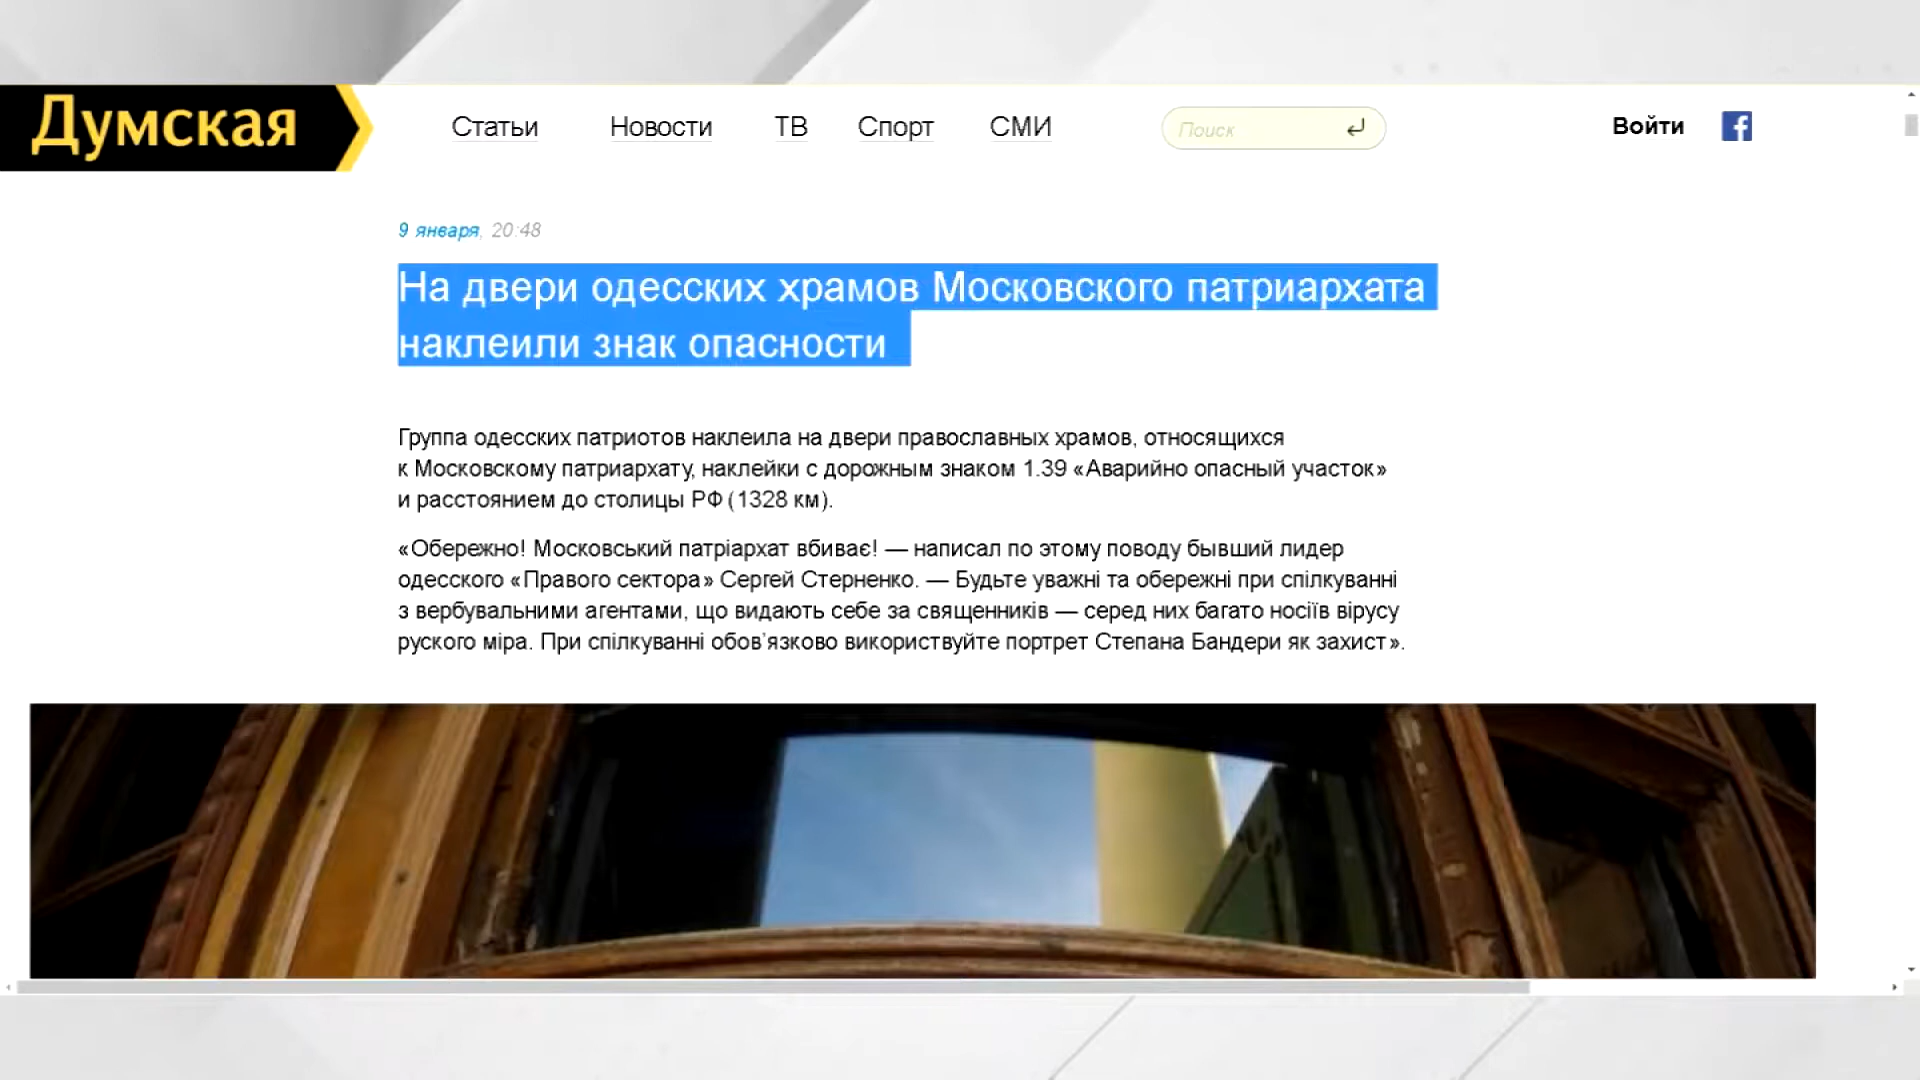 Думская
Статьи Новости ТВ Спорт СМИ Поиск Войти
9 января, 20:48
На двери одесских храмов Московского патриархата
наклеили знак опасности
Группа одесских патриотов наклеила на двери православных храмов, относящихся
к Московскому патриархату, наклейки с дорожным знаком 1.39 «Аварийно опасный участок»
и расстоянием до столицы РФ (1328 км).
«Обережно! Московський патріархат вбиває! — написал по этому поводу бывший лидер
одесского «Правого сектора» Сергей Стерненко. — Будьте уважні та обережні при спілкуванні
з вербувальними агентами, що видають себе за священників — серед них багато носіїв вірусу
руского міра. При спілкуванні обов’язково використвуйте портрет Степана Бандери як захист».